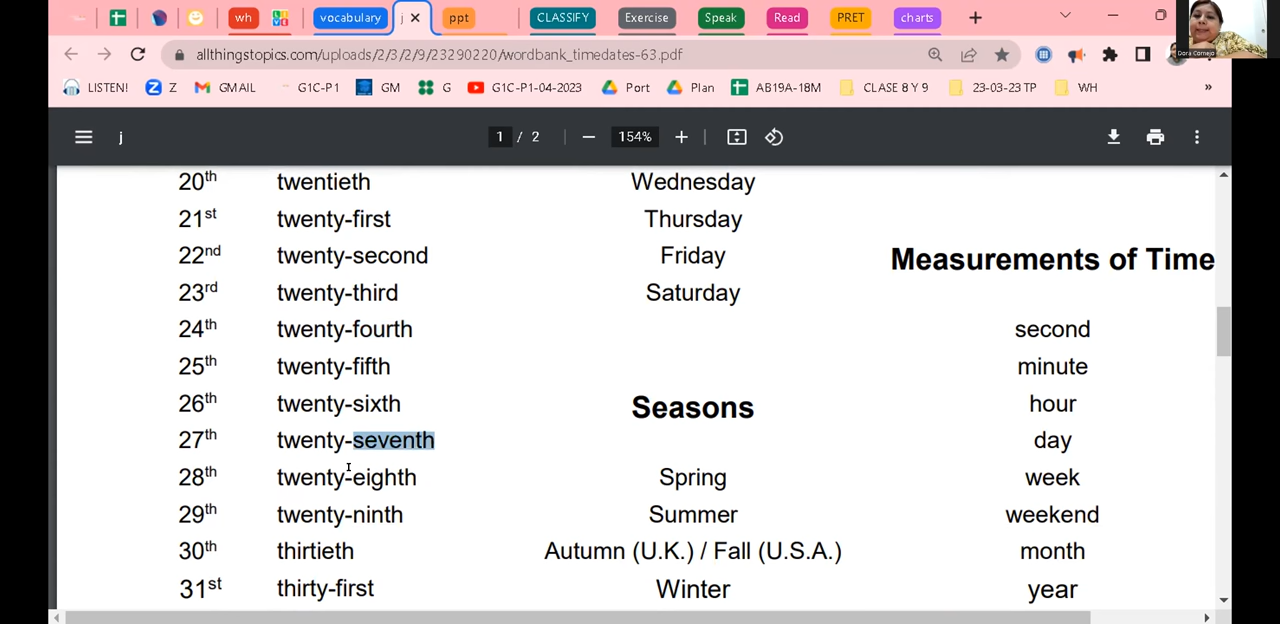 wh
vocabulary
j
ppt
CLASSIFY
Exercise
Speak
Read
PRET
charts
allthingstopics.com/uploads/2/3/2/9/23290220/wordbank_timedates-63.pdf
Dora Cornejo
LISTEN!
Z
GMAIL
G1C-P1
GM
G
G1C-P1-04-2023
Port
Plan
AB19A-18M
CLASE 8 Y 9
23-03-23 TP
WH
»
j
1 / 2
154%
20th twentieth Wednesday
21st twenty-first Thursday
22nd twenty-second Friday Measurements of Time
23rd twenty-third Saturday
24th twenty-fourth second
25th twenty-fifth minute
26th twenty-sixth Seasons hour
27th twenty-seventh day
28th twenty-eighth Spring week
29th twenty-ninth Summer weekend
30th thirtieth Autumn (U.K.) / Fall (U.S.A.) month
31st thirty-first Winter year